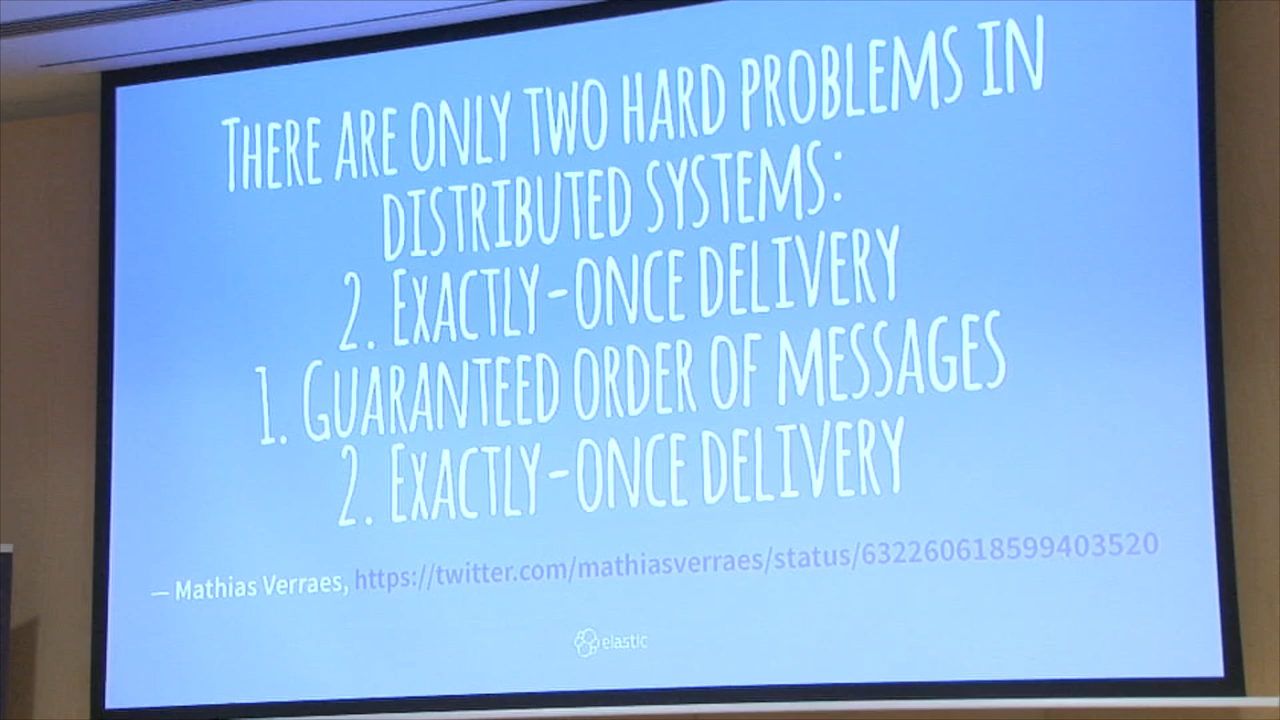 There are only two hard problems in
distributed systems:
2. Exactly-once delivery
1. Guaranteed order of messages
2. Exactly-once delivery
— Mathias Verraes, https://twitter.com/mathiasverraes/status/632260618599403520
elastic